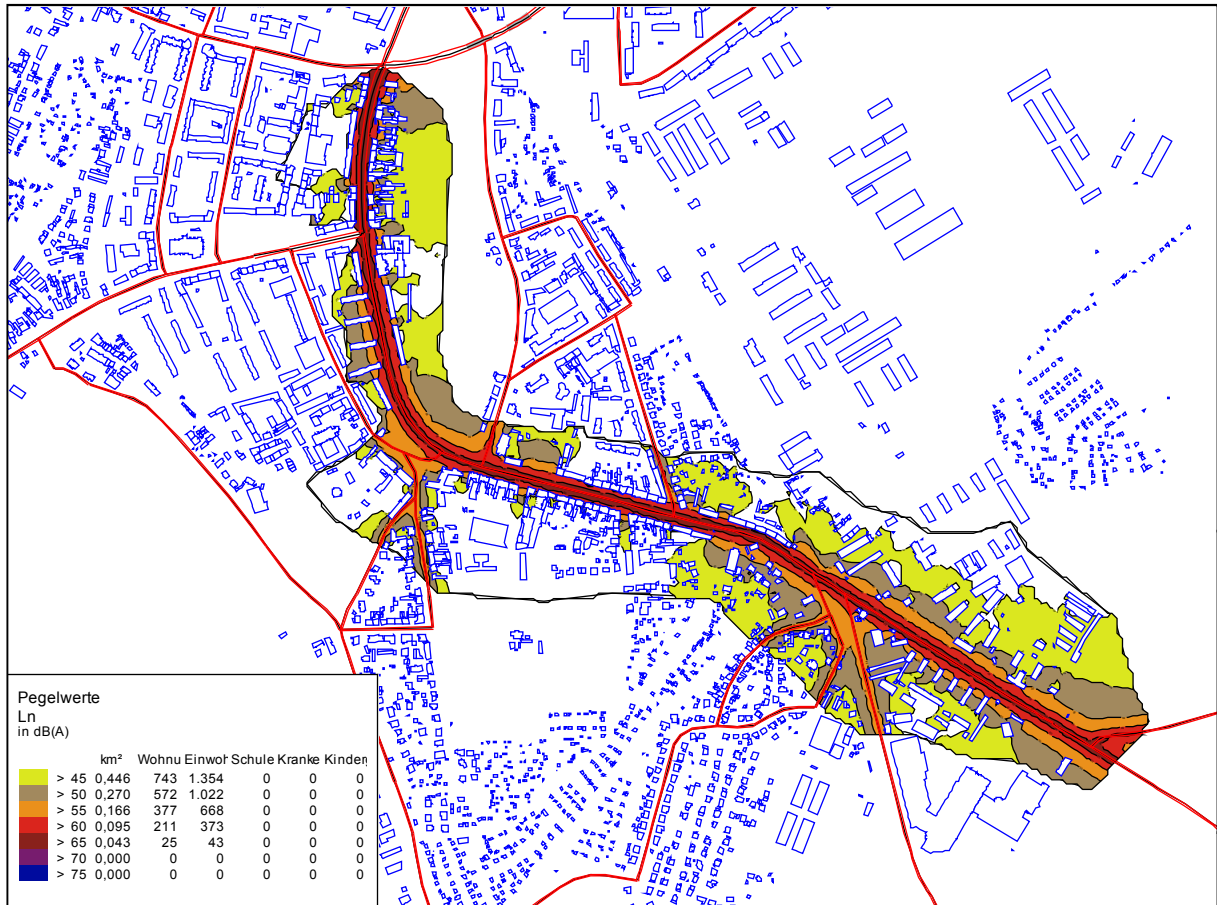 Pegelwerte
Ln
in dB(A)
km² Wohnu Einwoh Schule Kranke Kinder
> 45 0,446 743 1.354 0 0 0
> 50 0,270 572 1.022 0 0 0
> 55 0,166 377 668 0 0 0
> 60 0,095 211 373 0 0 0
> 65 0,043 25 43 0 0 0
> 70 0,000 0 0 0 0 0
> 75 0,000 0 0 0 0 0